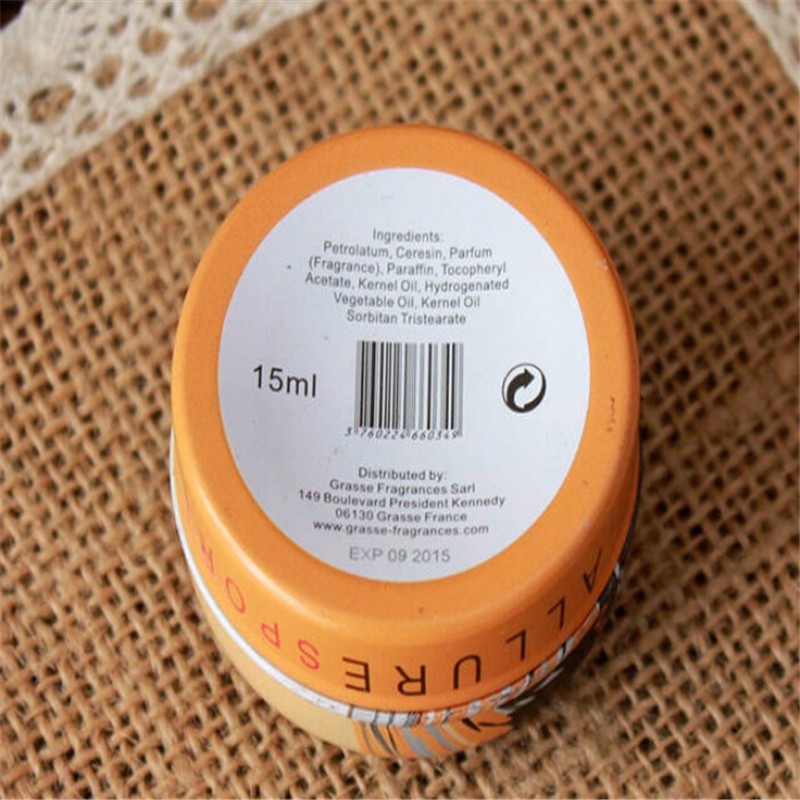 Ingredients:
Petrolatum, Ceresin, Parfum
(Fragrance), Paraffin, Tocopheryl
Acetate, Kernel Oil, Hydrogenated
Vegetable Oil, Kernel Oil
Sorbitan Tristearate
15ml
3 760224 660349
Distributed by:
Grasse Fragrances Sarl
149 Boulevard President Kennedy
06130 Grasse France
www.grasse-fragrances.com
EXP 09 2015
ALLURESPOR